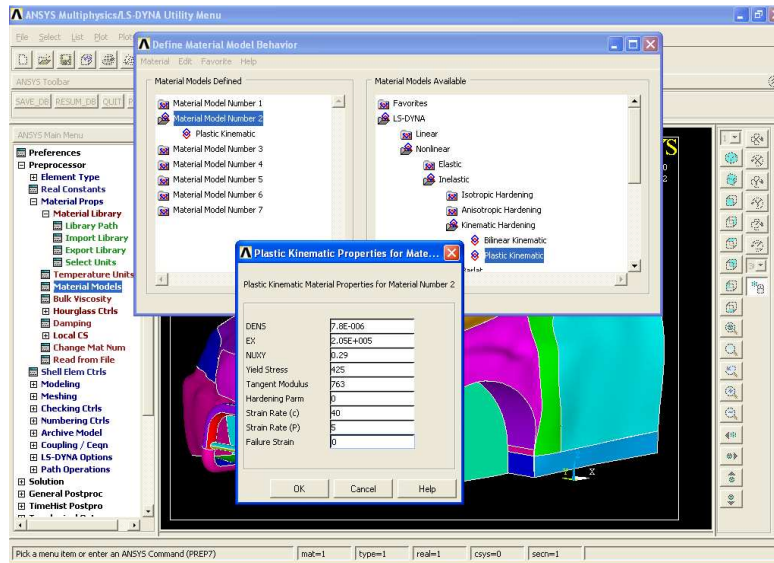 ANSYS Multiphysics/LS-DYNA Utility Menu
File Select List Plot
ANSYS Toolbar
SAVE_DB RESUM_DB QUIT
ANSYS Main Menu
Preferences
Preprocessor
Element Type
Real Constants
Material Props
Material Library
Library Path
Import Library
Export Library
Select Units
Temperature Units
Material Models
Bulk Viscosity
Hourglass Ctrls
Damping
Local CS
Change Mat Num
Read from File
Shell Elem Ctrls
Modeling
Meshing
Checking Ctrls
Numbering Ctrls
Archive Model
Coupling / Ceqn
LS-DYNA Options
Path Operations
Solution
General Postproc
TimeHist Postpro
Define Material Model Behavior
Material Edit Favorite Help
Material Models Defined
Material Model Number 1
Material Model Number 2
Plastic Kinematic
Material Model Number 3
Material Model Number 4
Material Model Number 5
Material Model Number 6
Material Model Number 7
Material Models Available
Favorites
LS-DYNA
Linear
Nonlinear
Elastic
Inelastic
Isotropic Hardening
Anisotropic Hardening
Kinematic Hardening
Bilinear Kinematic
Plastic Kinematic
Plastic Kinematic Properties for Mate...
Plastic Kinematic Material Properties for Material Number 2
DENS 7.8E-006
EX 2.05E+005
NUXY 0.29
Yield Stress 425
Tangent Modulus 763
Hardening Parm 0
Strain Rate (c) 40
Strain Rate (P) 5
Failure Strain 0
OK Cancel Help
Y X
Pick a menu item or enter an ANSYS Command (PREP7) mat=1 type=1 real=1 csys=0 secn=1